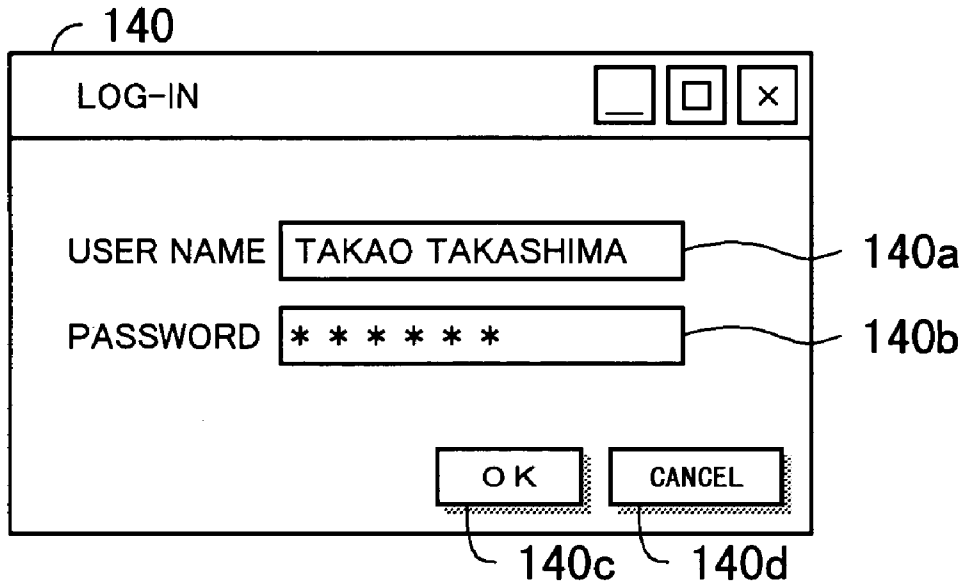 140
LOG-IN
USER NAME TAKAO TAKASHIMA 140a
PASSWORD ****** 140b
OK CANCEL
140c 140d